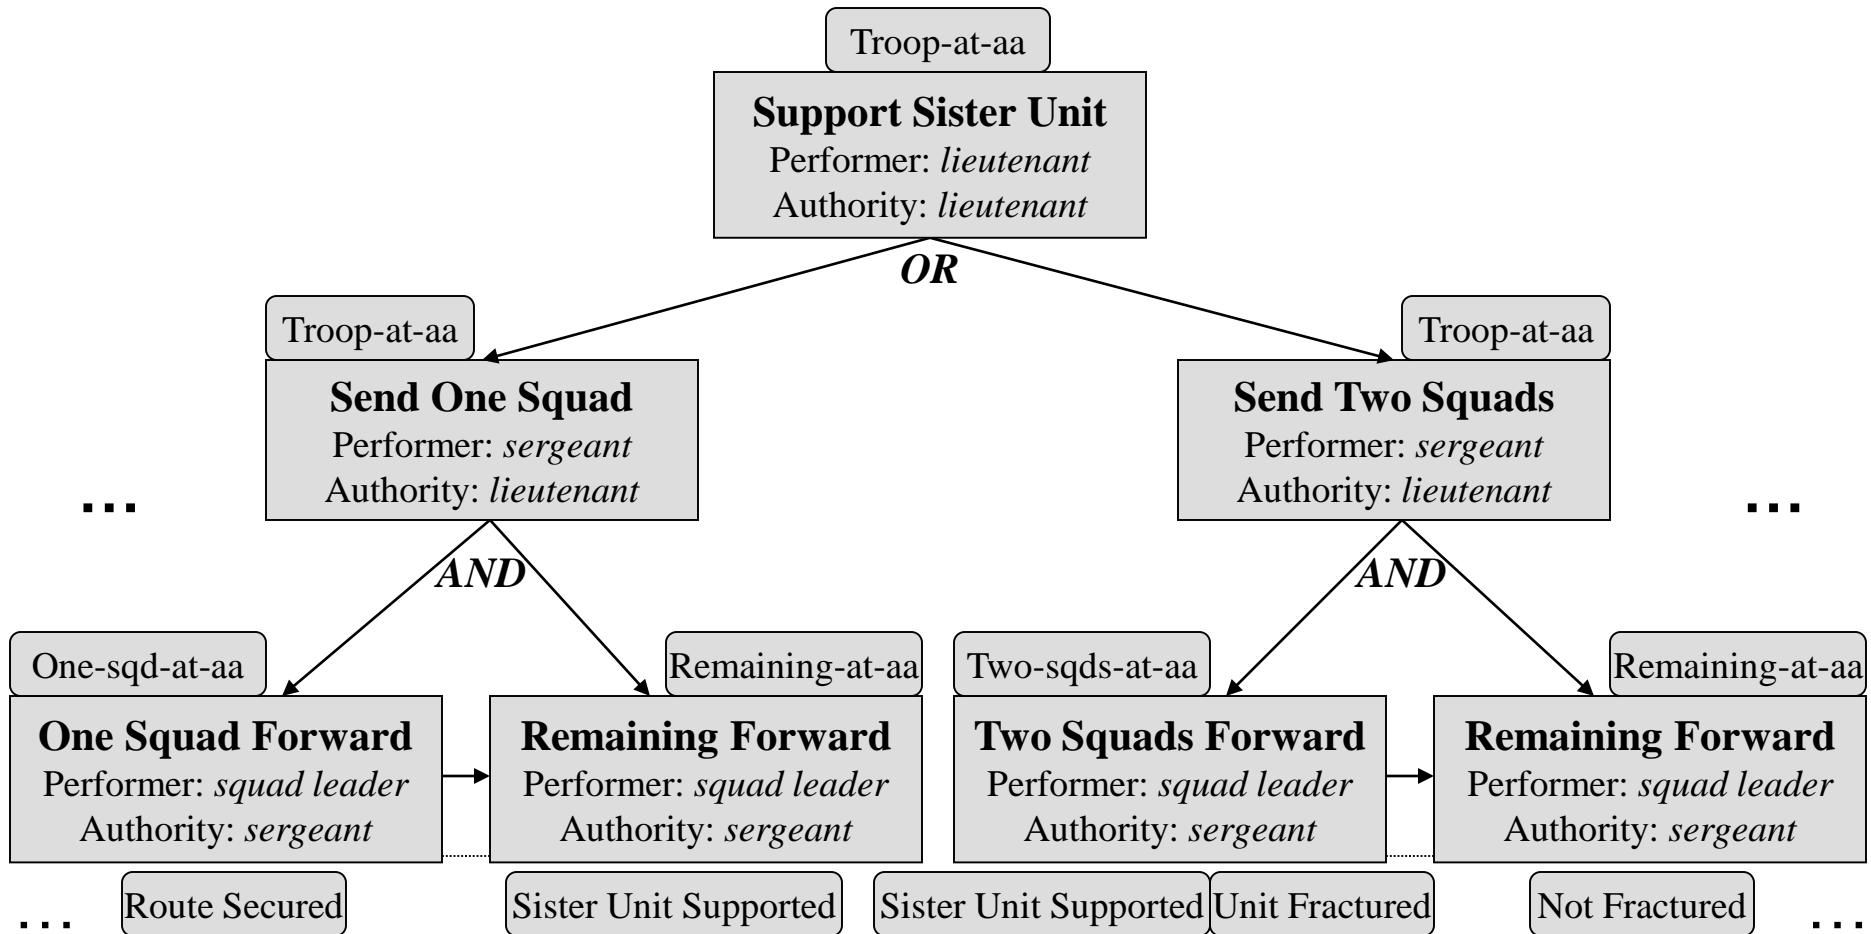 Troop-at-aa
Support Sister Unit
Performer: lieutenant
Authority: lieutenant
OR
Troop-at-aa
Send One Squad
Performer: sergeant
Authority: lieutenant
Troop-at-aa
Send Two Squads
Performer: sergeant
Authority: lieutenant
...
...
AND
AND
One-sqd-at-aa
One Squad Forward
Performer: squad leader
Authority: sergeant
Remaining-at-aa
Remaining Forward
Performer: squad leader
Authority: sergeant
Two-sqds-at-aa
Two Squads Forward
Performer: squad leader
Authority: sergeant
Remaining-at-aa
Remaining Forward
Performer: squad leader
Authority: sergeant
...
Route Secured
Sister Unit Supported
Sister Unit Supported
Unit Fractured
Not Fractured
...